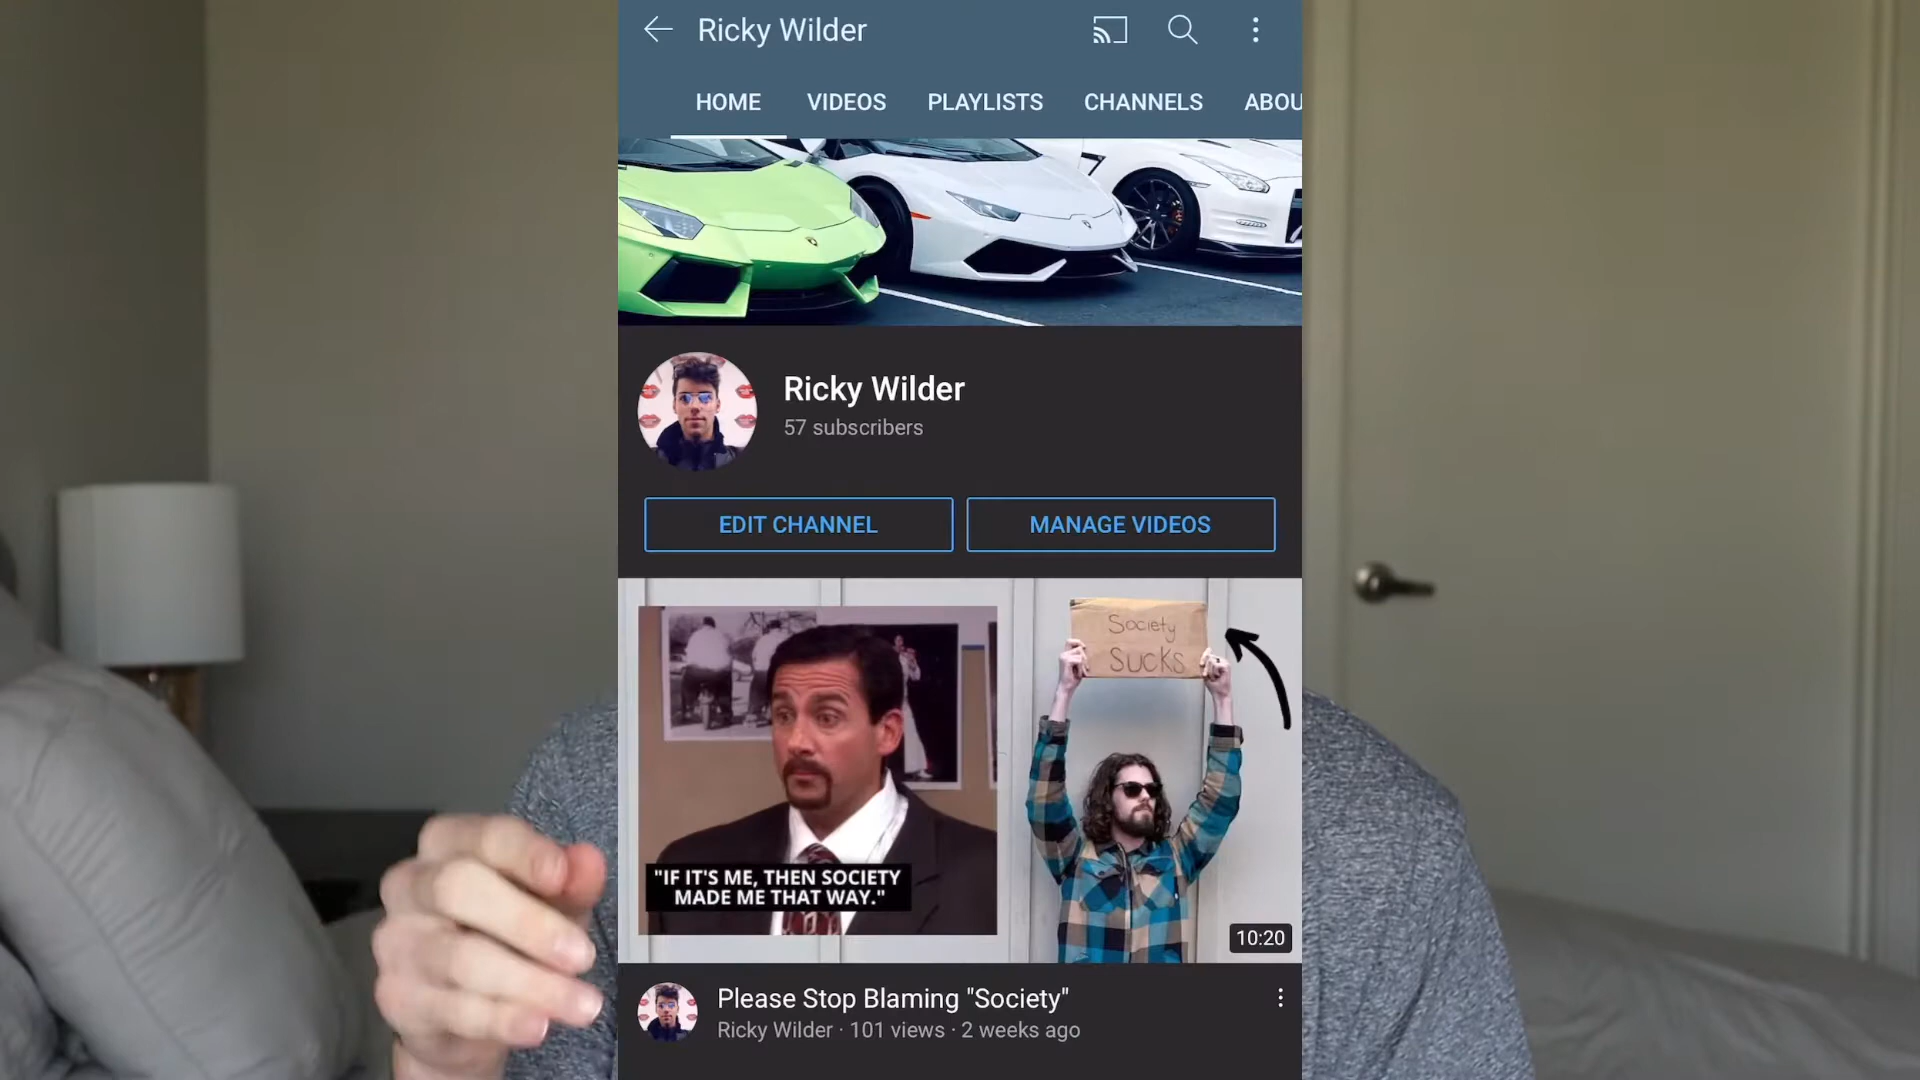 Ricky Wilder
HOME VIDEOS PLAYLISTS CHANNELS ABOU
Ricky Wilder
57 subscribers
EDIT CHANNEL MANAGE VIDEOS
Society
SUCKS
"IF IT'S ME, THEN SOCIETY
MADE ME THAT WAY."
10:20
Please Stop Blaming "Society"
Ricky Wilder · 101 views · 2 weeks ago